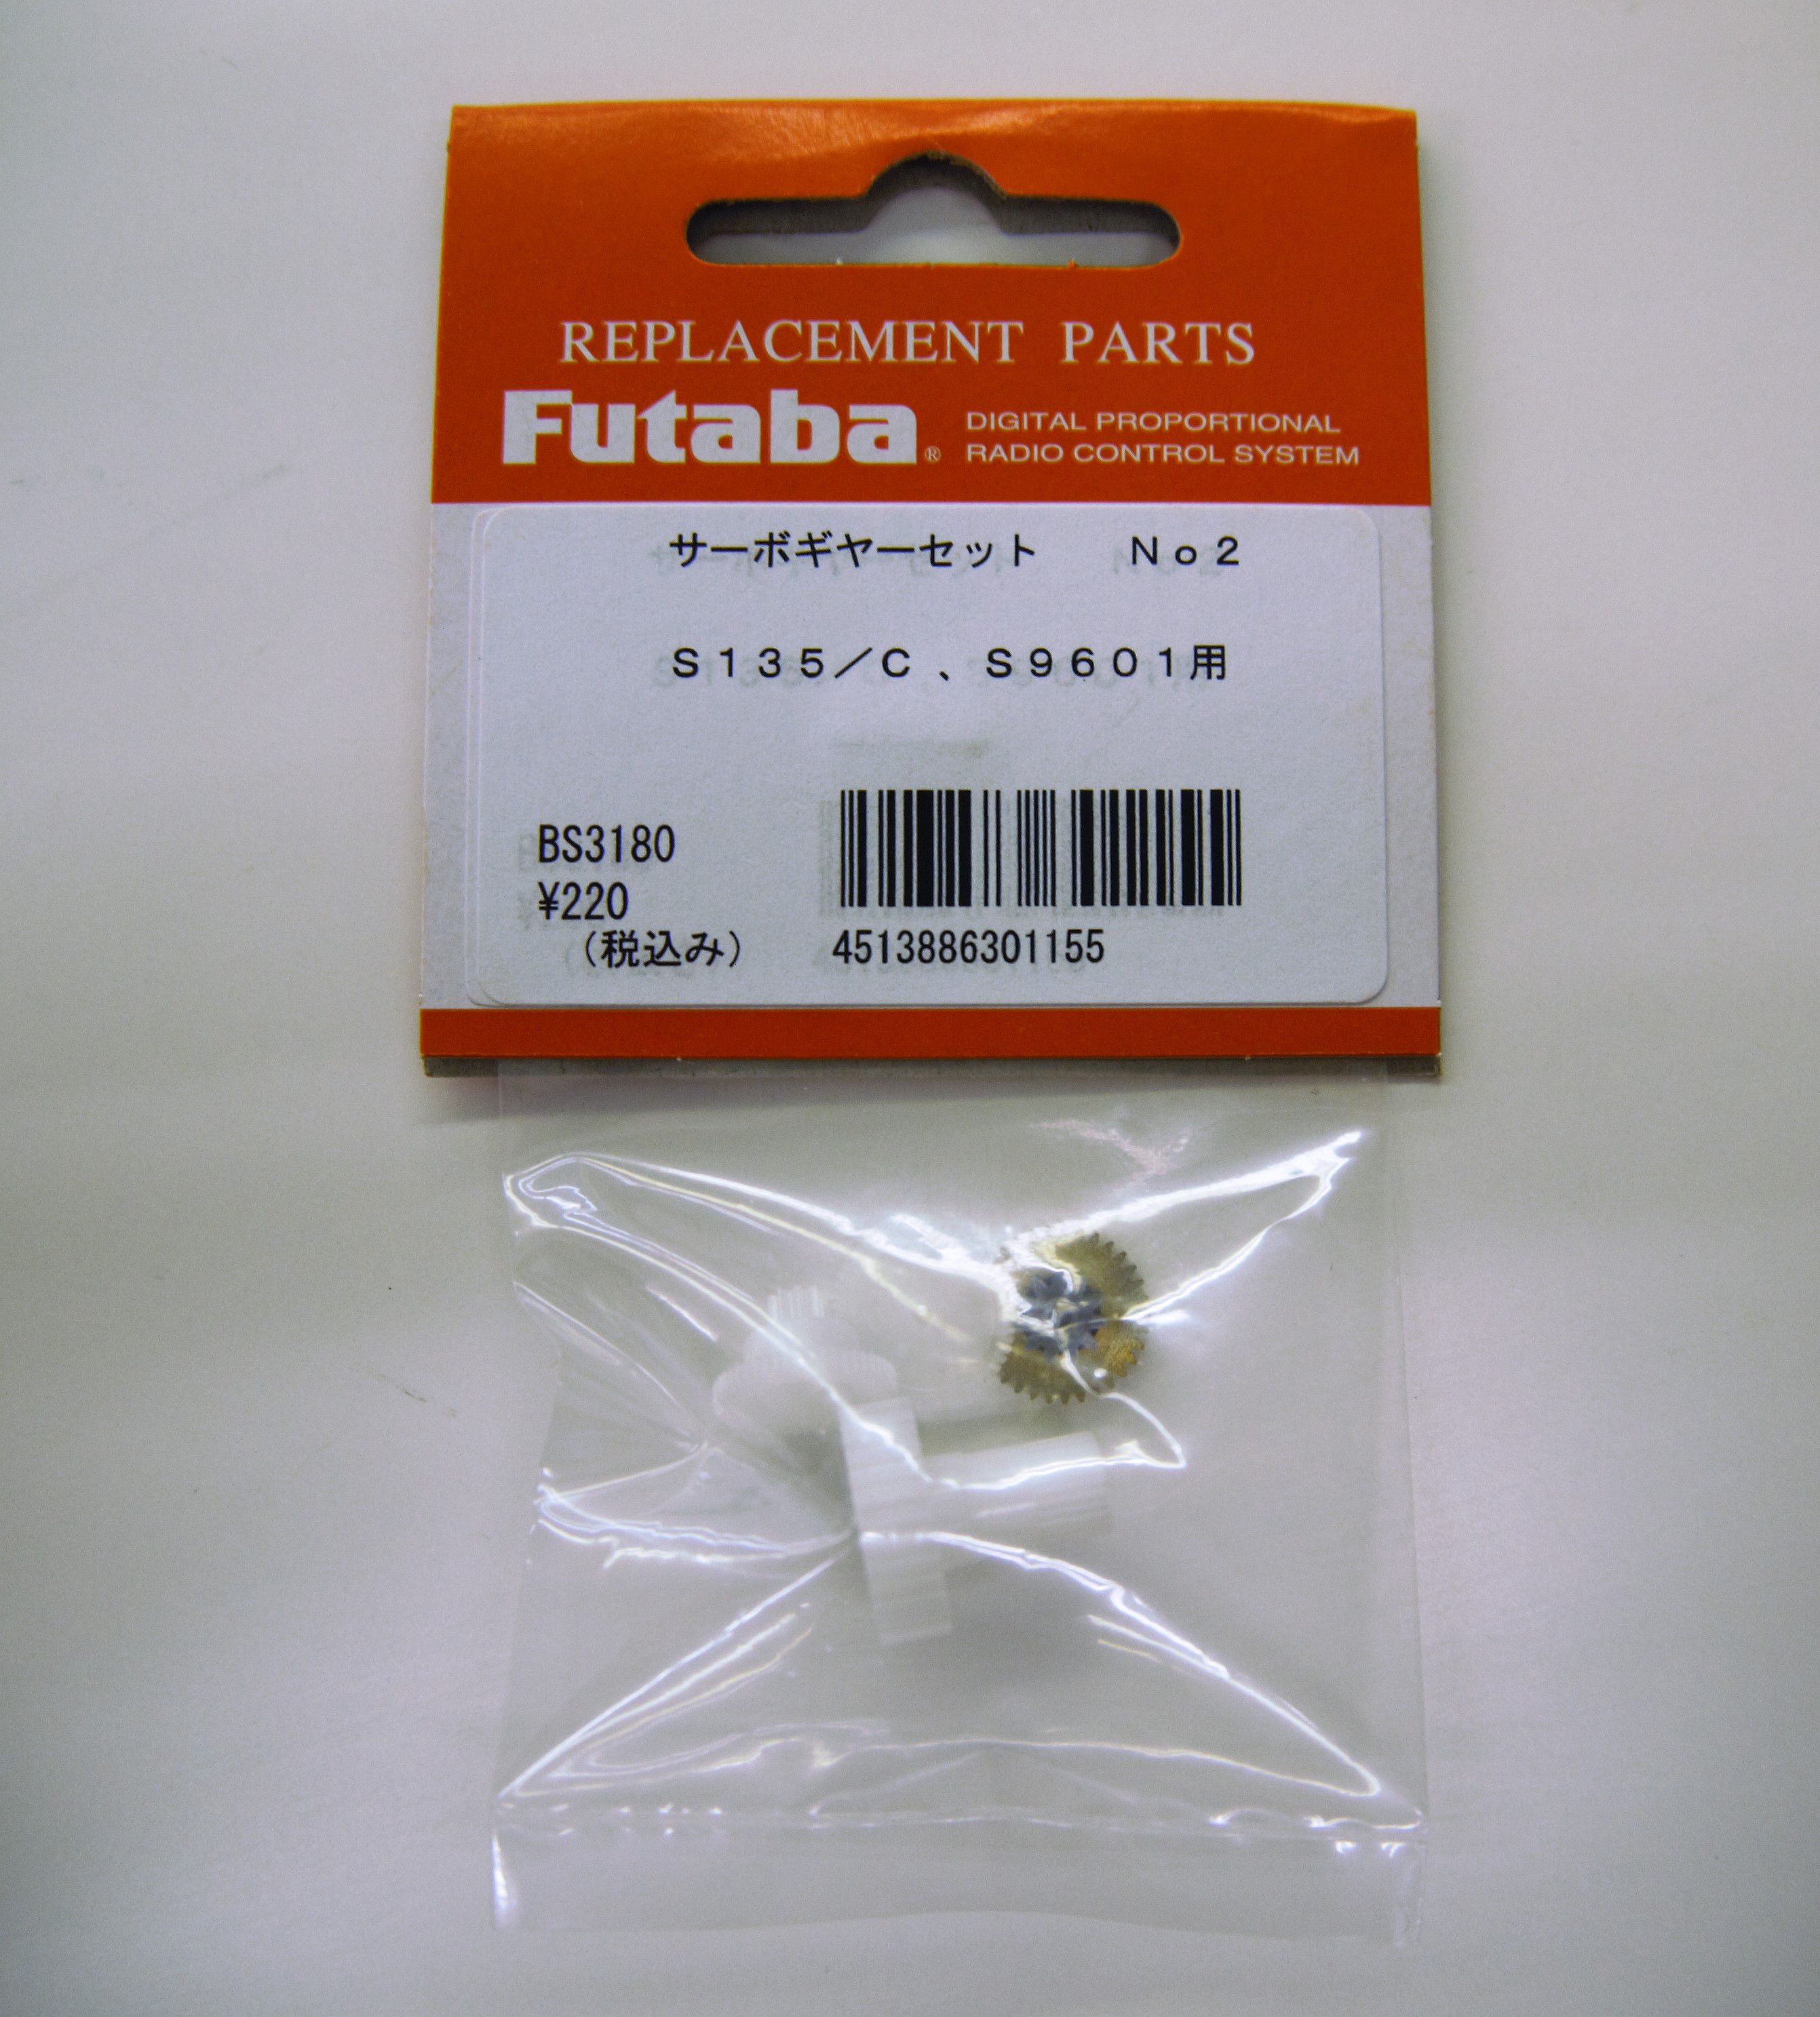 REPLACEMENT PARTS
Futaba® DIGITAL PROPORTIONAL
RADIO CONTROL SYSTEM
サーボギヤーセット　No2
S135／C、S9601用
BS3180
¥220
（税込み）
4513886301155